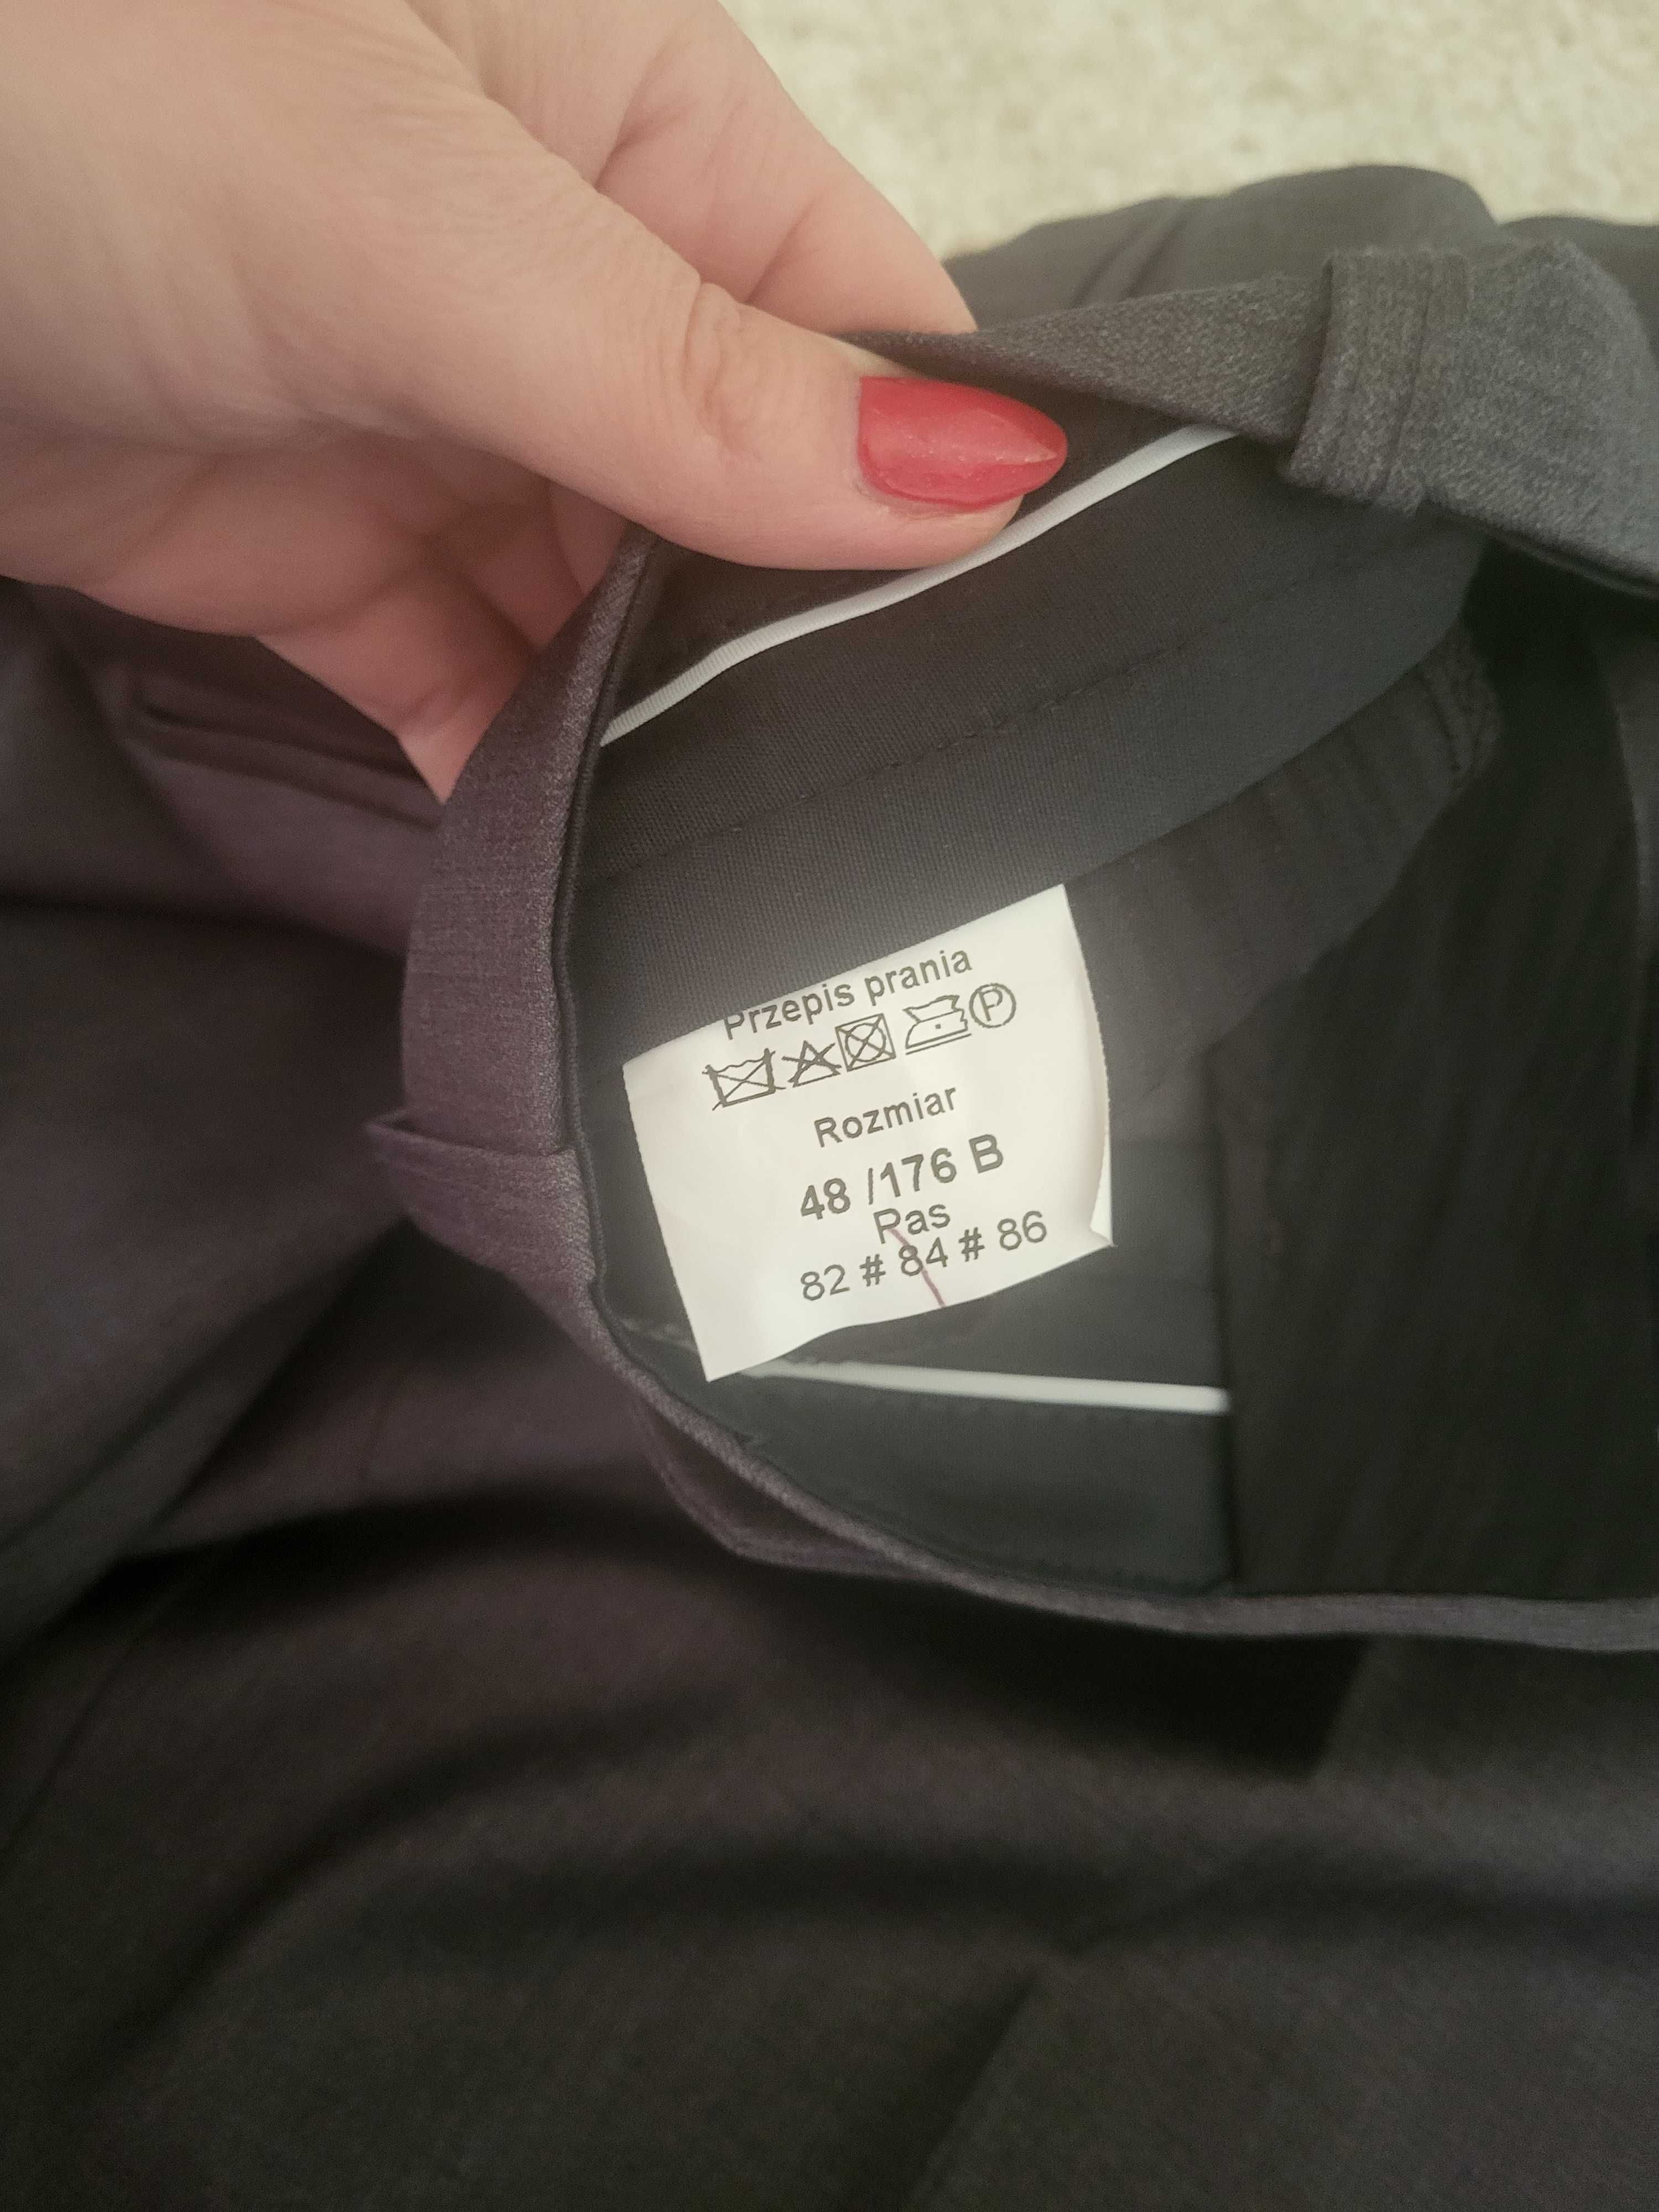 Przepis prania
P
Rozmiar
48 /176 B
Pas
82 # 84 # 86